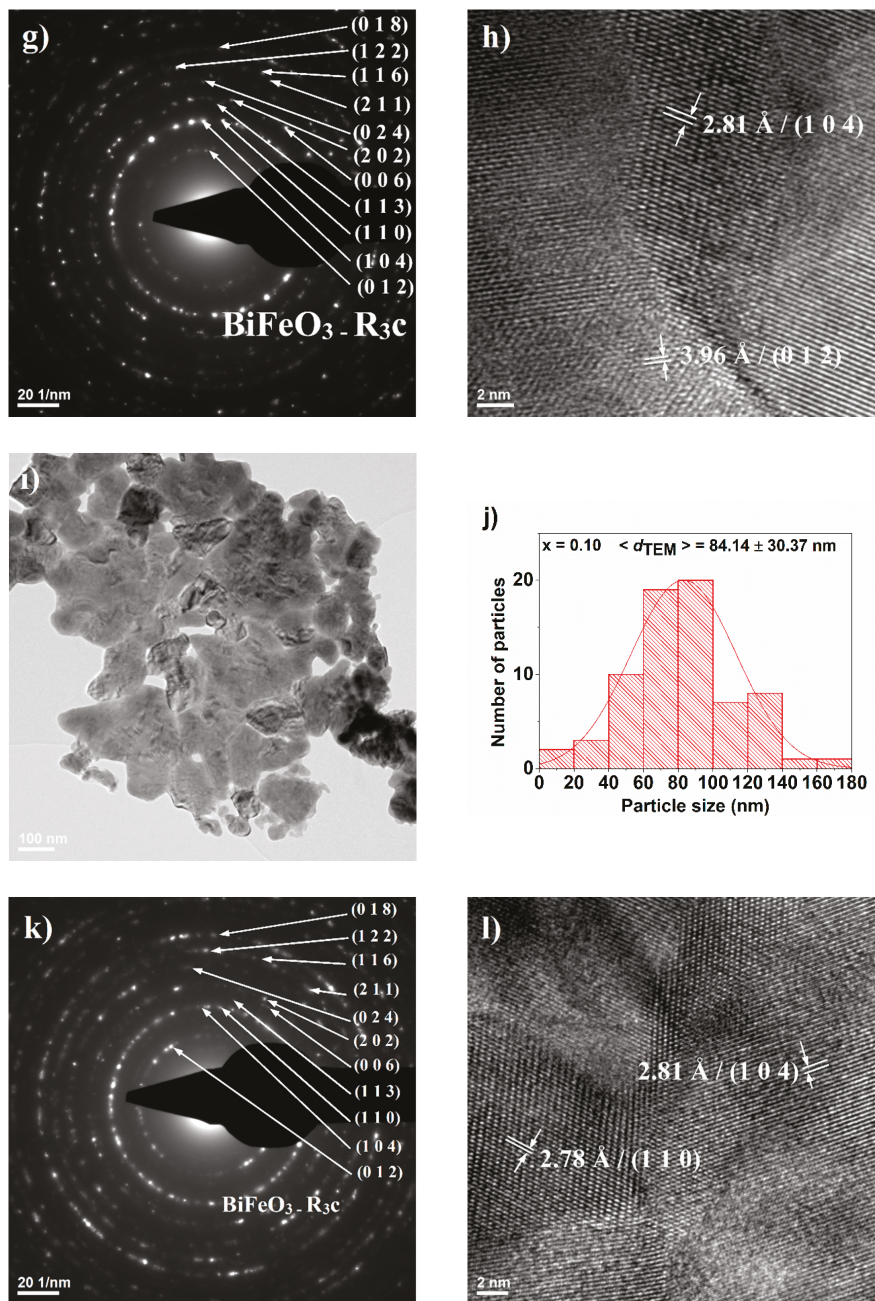 g)
(0 1 8)
(1 2 2)
(1 1 6)
(2 1 1)
(0 2 4)
(2 0 2)
(0 0 6)
(1 1 3)
(1 1 0)
(1 0 4)
(0 1 2)
BiFeO3 - R3c
20 1/nm
h)
2.81 Å / (1 0 4)
3.96 Å / (0 1 2)
2 nm
i)
100 nm
j)
x = 0.10 < dTEM > = 84.14 ± 30.37 nm
Number of particles
20
10
0
0 20 40 60 80 100 120 140 160 180
Particle size (nm)
k)
(0 1 8)
(1 2 2)
(1 1 6)
(2 1 1)
(0 2 4)
(2 0 2)
(0 0 6)
(1 1 3)
(1 1 0)
(1 0 4)
(0 1 2)
BiFeO3 - R3c
20 1/nm
l)
2.81 Å / (1 0 4)
2.78 Å / (1 1 0)
2 nm